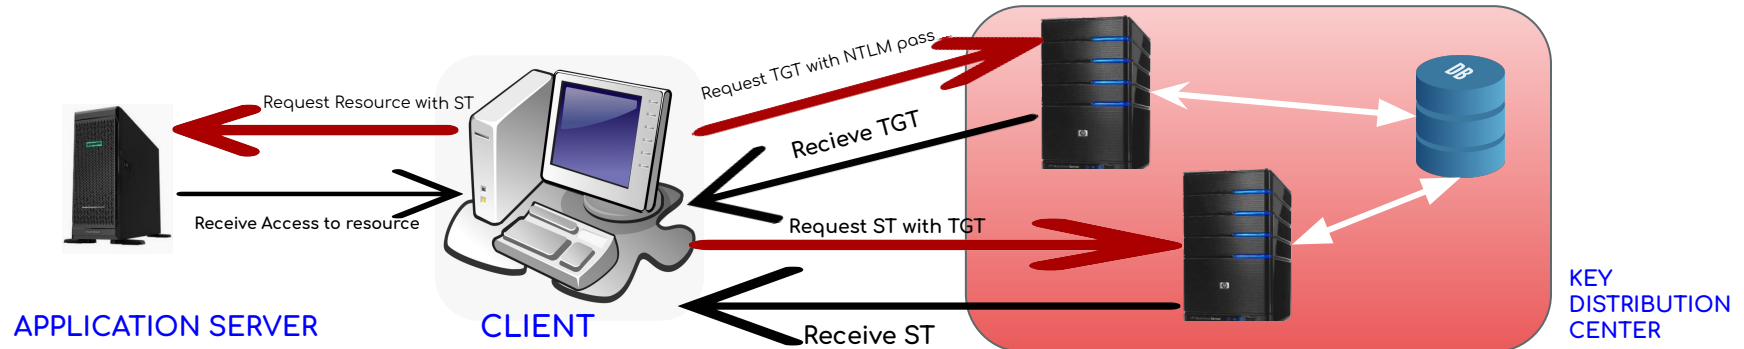 Request TGT with NTLM pass
DB
Request Resource with ST
Recieve TGT
Receive Access to resource
Request ST with TGT
KEY
DISTRIBUTION
CENTER
APPLICATION SERVER
CLIENT
Receive ST